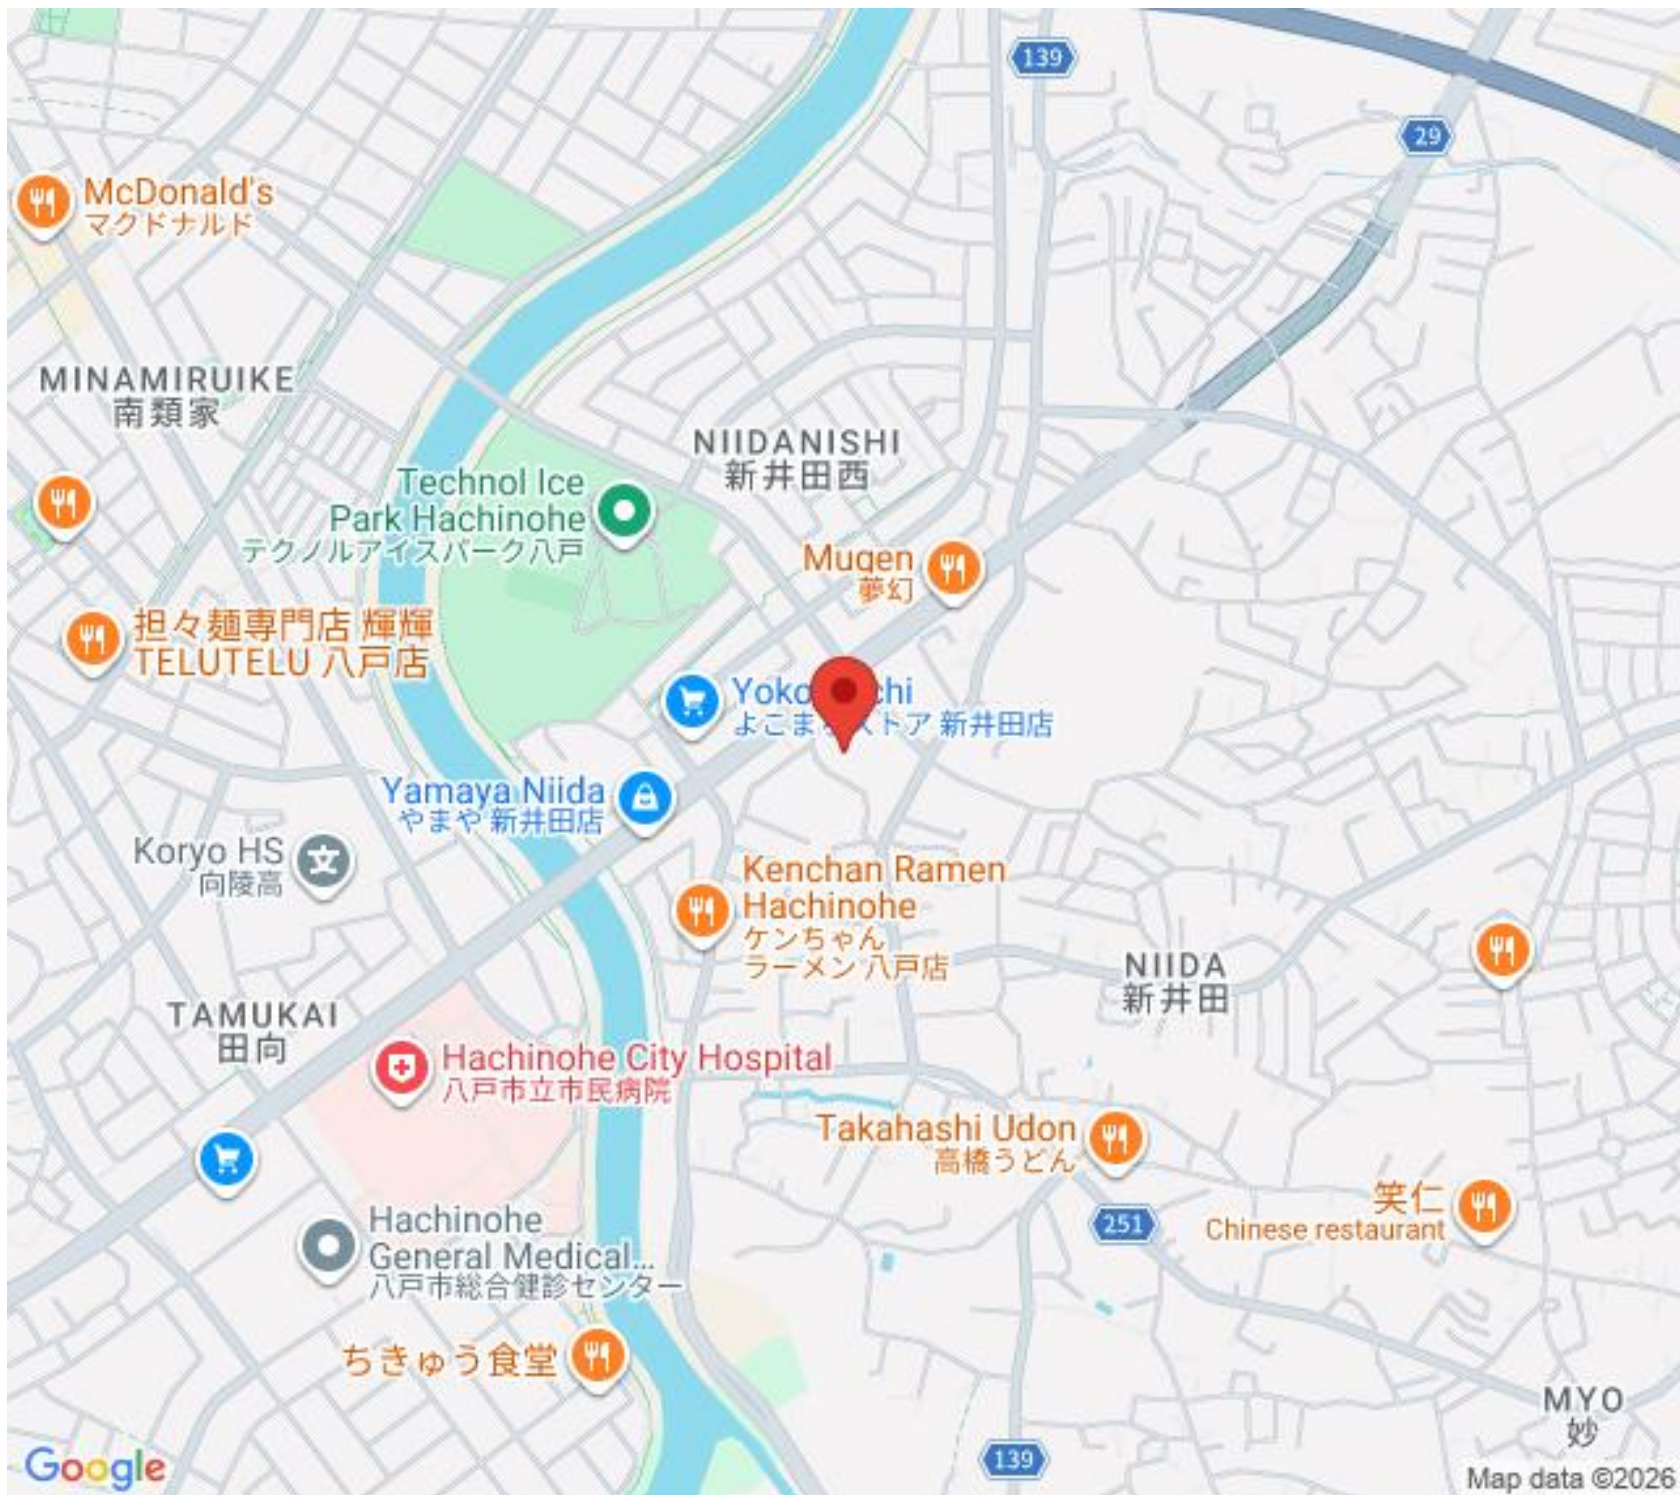 139
29
McDonald's
マクドナルド
MINAMIRUIKE
南類家
NIIDANISHI
新井田西
Technol Ice
Park Hachinohe
テクノルアイスパーク八戸
Mugen
夢幻
担々麺専門店 輝輝
TELUTELU 八戸店
よこま
ストア 新井田店
Yamaya Niida
やまや 新井田店
Koryo HS
向陵高
Kenchan Ramen
Hachinohe
ケンちゃん
ラーメン 八戸店
NIIDA
新井田
TAMUKAI
田向
Hachinohe City Hospital
八戸市立市民病院
Takahashi Udon
高橋うどん
251
笑仁
Chinese restaurant
Hachinohe
General Medical...
八戸市総合健診センター
ちきゅう食堂
MYO
妙
139
Google
Map data ©2026